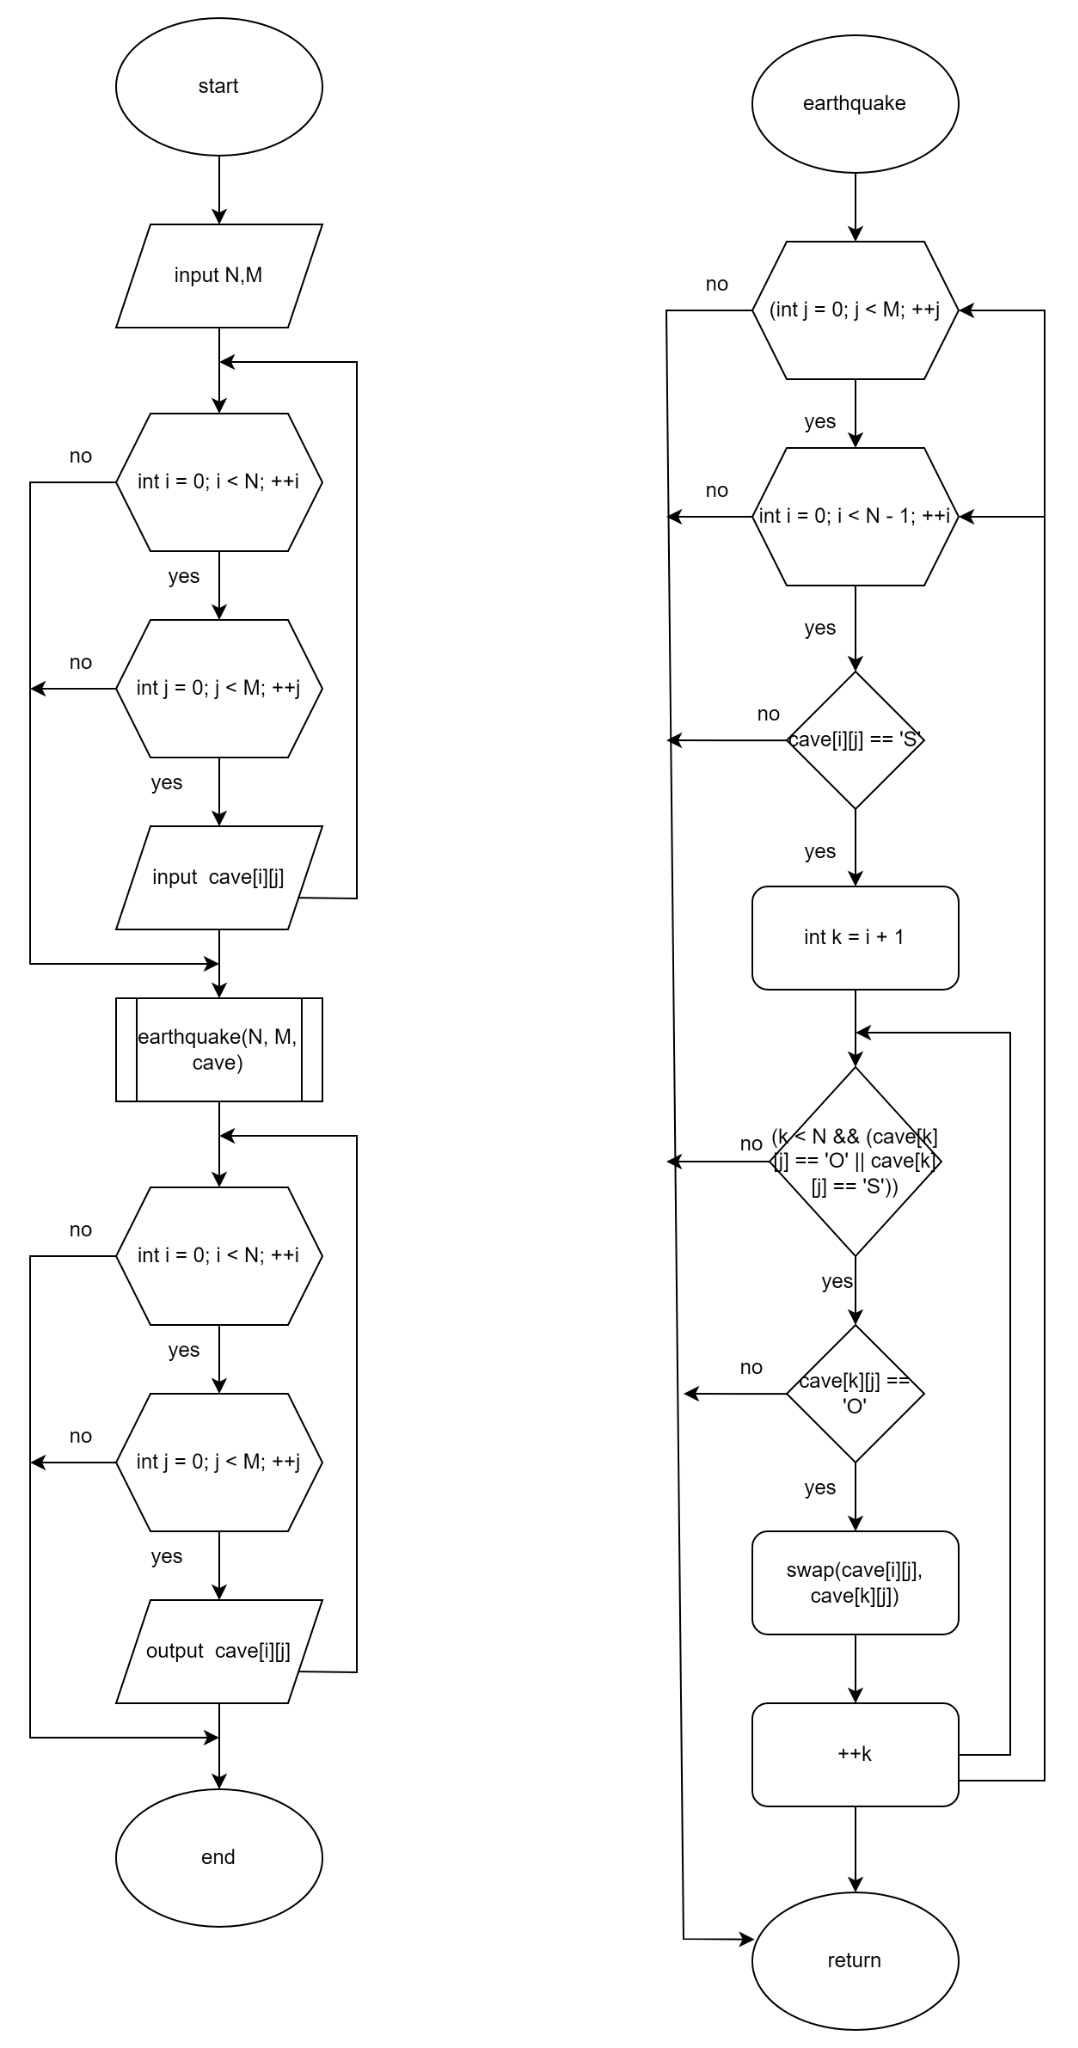 start
input N,M
no
int i = 0; i < N; ++i
yes
no
int j = 0; j < M; ++j
yes
input  cave[i][j]
earthquake(N, M,
cave)
no
int i = 0; i < N; ++i
yes
no
int j = 0; j < M; ++j
yes
output  cave[i][j]
end
earthquake
no
(int j = 0; j < M; ++j
yes
no
int i = 0; i < N - 1; ++i
yes
no
cave[i][j] == 'S'
yes
int k = i + 1
no
(k < N && (cave[k]
[j] == 'O' || cave[k]
[j] == 'S'))
yes
no
cave[k][j] ==
'O'
yes
swap(cave[i][j],
cave[k][j])
++k
return